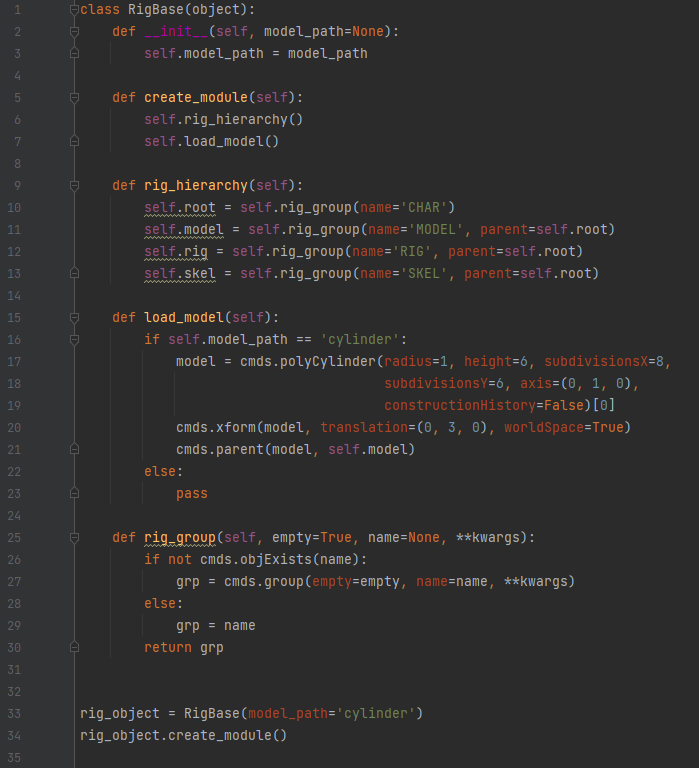 1 class RigBase(object):
2     def __init__(self, model_path=None):
3         self.model_path = model_path
4
5     def create_module(self):
6         self.rig_hierarchy()
7         self.load_model()
8
9     def rig_hierarchy(self):
10         self.root = self.rig_group(name='CHAR')
11         self.model = self.rig_group(name='MODEL', parent=self.root)
12         self.rig = self.rig_group(name='RIG', parent=self.root)
13         self.skel = self.rig_group(name='SKEL', parent=self.root)
14
15     def load_model(self):
16         if self.model_path == 'cylinder':
17             model = cmds.polyCylinder(radius=1, height=6, subdivisionsX=8,
18                                       subdivisionsY=6, axis=(0, 1, 0),
19                                       constructionHistory=False)[0]
20             cmds.xform(model, translation=(0, 3, 0), worldSpace=True)
21             cmds.parent(model, self.model)
22         else:
23             pass
24
25     def rig_group(self, empty=True, name=None, **kwargs):
26         if not cmds.objExists(name):
27             grp = cmds.group(empty=empty, name=name, **kwargs)
28         else:
29             grp = name
30         return grp
31
32
33 rig_object = RigBase(model_path='cylinder')
34 rig_object.create_module()
35